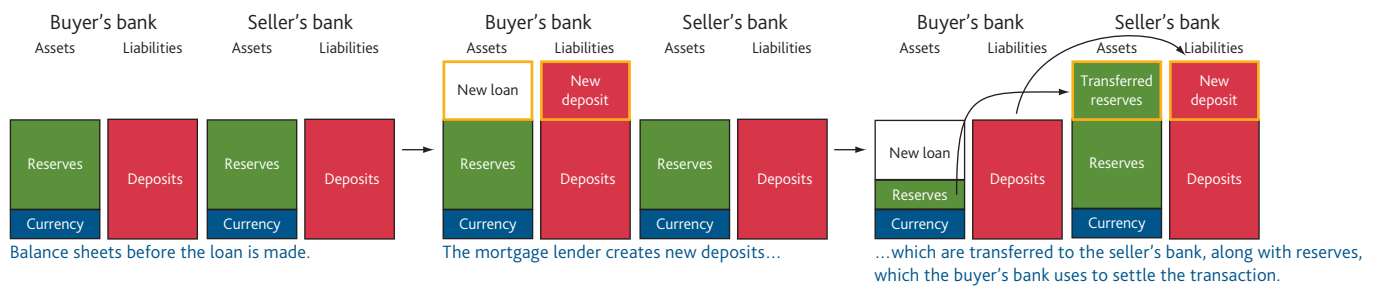 Buyer's bank
Seller's bank
Assets
Liabilities
Assets
Liabilities
Reserves
Currency
Deposits
Reserves
Currency
Deposits
Balance sheets before the loan is made.
Buyer's bank
Seller's bank
Assets
Liabilities
Assets
Liabilities
New loan
New
deposit
Reserves
Currency
Deposits
Reserves
Currency
Deposits
The mortgage lender creates new deposits…
Buyer's bank
Seller's bank
Assets
Liabilities
Assets
Liabilities
New loan
Reserves
Currency
Deposits
Transferred
reserves
Reserves
Currency
New
deposit
Deposits
…which are transferred to the seller's bank, along with reserves,
which the buyer's bank uses to settle the transaction.